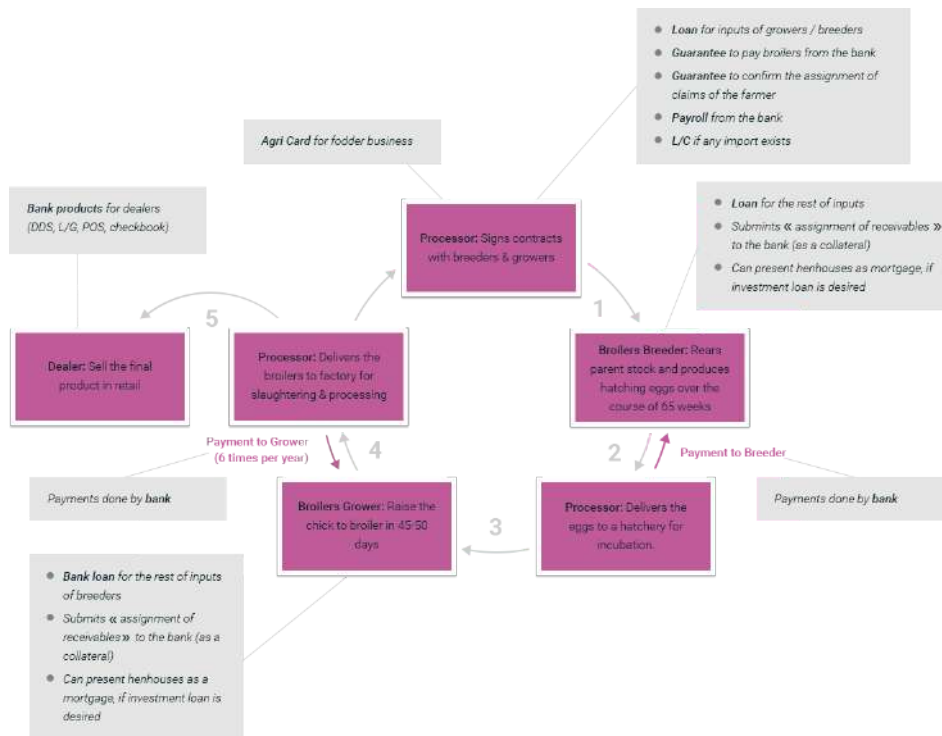 ● Loan for inputs of growers / breeders
● Guarantee to pay broilers from the bank
● Guarantee to confirm the assignment of
claims of the farmer
● Payroll from the bank
● L/C if any import exists
Agri Card for fodder business
Bank products for dealers
(DDS, L/G, POS, checkbook)
Processor: Signs contracts
with breeders & growers
● Loan for the rest of inputs
● Submints « assignment of receivables »
to the bank (as a collateral)
● Can present henhouses as mortgage, if
investment loan is desired
1
5
Dealer: Sell the final
product in retail
Processor: Delivers the
broilers to factory for
slaughtering & processing
Broilers Breeder: Rears
parent stock and produces
hatching eggs over the
course of 65 weeks
Payment to Grower
(6 times per year)
4
2
Payment to Breeder
Payments done by bank
Broilers Grower: Raise the
chick to broiler in 45-50
days
3
Processor: Delivers the
eggs to a hatchery for
incubation.
Payments done by bank
● Bank loan for the rest of inputs
of breeders
● Submits « assignment of
receivables » to the bank (as a
collateral)
● Can present henhouses as a
mortgage, if investment loan is
desired